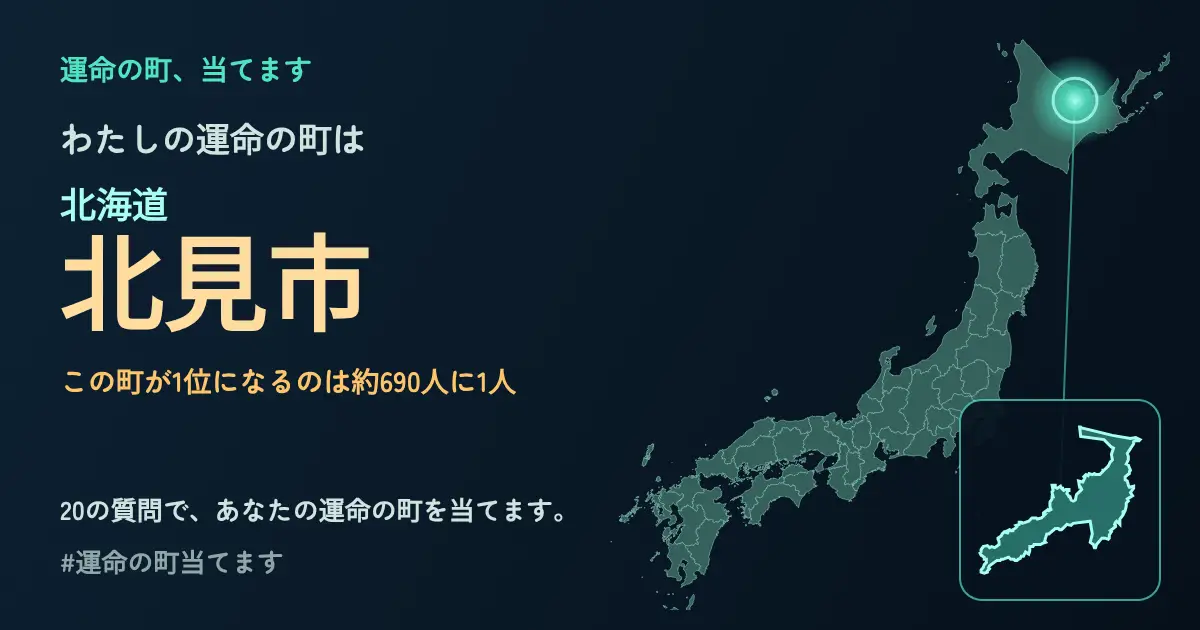 運命の町、当てます
わたしの運命の町は
北海道
北見市
この町が1位になるのは約690人に1人
20の質問で、あなたの運命の町を当てます。
#運命の町当てます